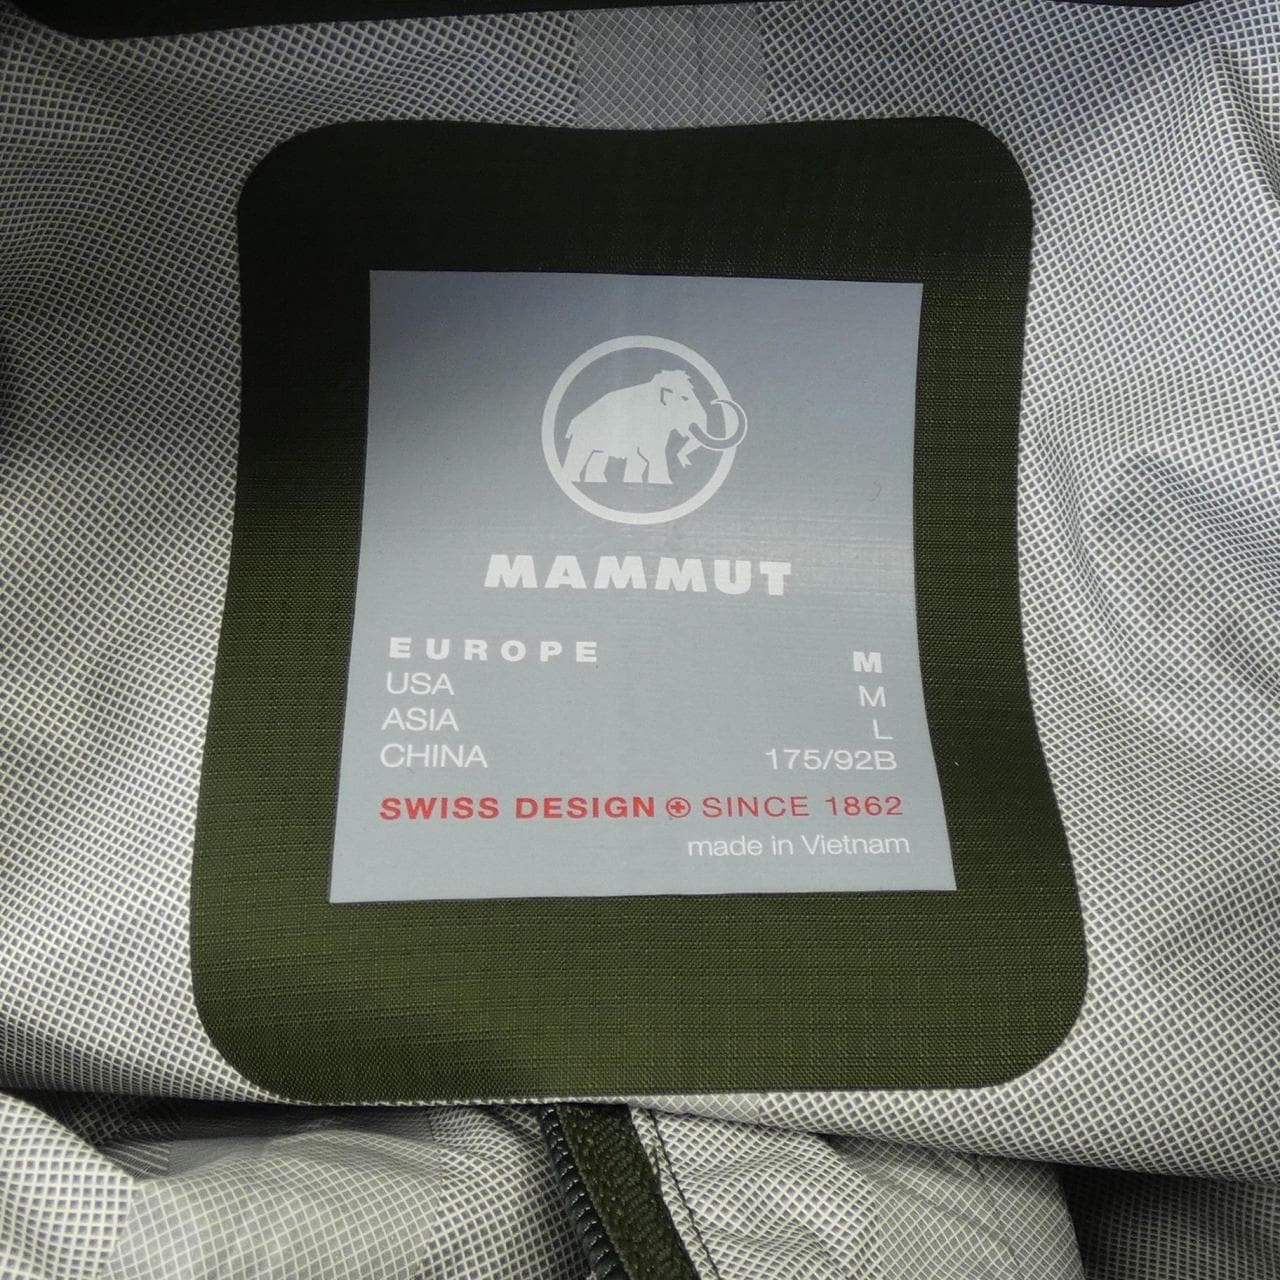 MAMMUT
EUROPE M
USA M
ASIA L
CHINA 175/92B
SWISS DESIGN SINCE 1862
made in Vietnam